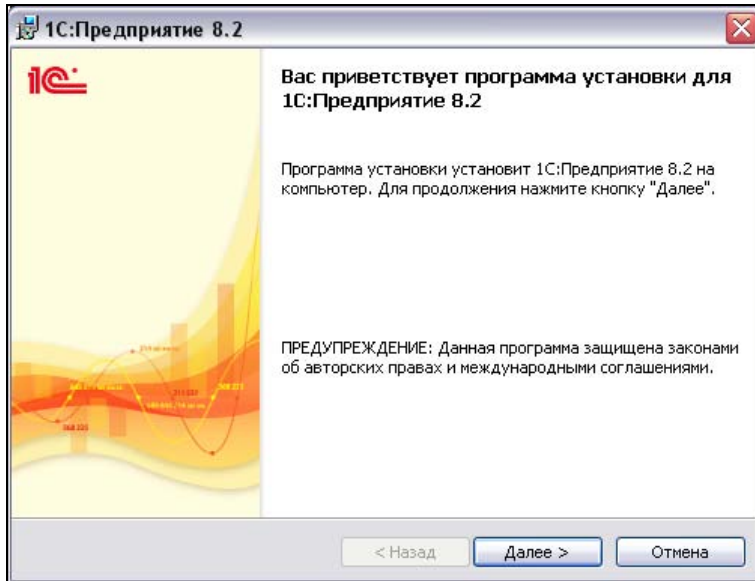 1С:Предприятие 8.2
1С:
Вас приветствует программа установки для
1С:Предприятие 8.2
Программа установки установит 1С:Предприятие 8.2 на
компьютер. Для продолжения нажмите кнопку "Далее".
ПРЕДУПРЕЖДЕНИЕ: Данная программа защищена законами
об авторских правах и международными соглашениями.
< Назад
Далее >
Отмена